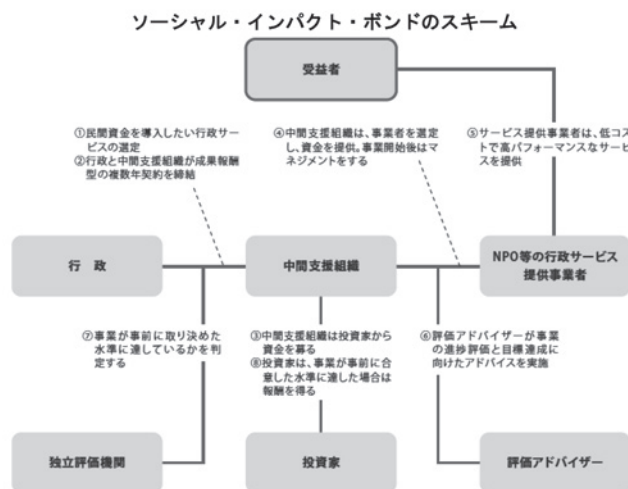 ソーシャル・インパクト・ボンドのスキーム
受益者
①民間資金を導入したい行政サー
ビスの選定
②行政と中間支援組織が成果報酬
型の複数年契約を締結
④中間支援組織は、事業者を選定
し、資金を提供。事業開始後はマ
ネジメントをする
⑤サービス提供事業者は、低コス
トで高パフォーマンスなサービ
スを提供
行 政
中間支援組織
NPO等の行政サービス
提供事業者
⑦事業が事前に取り決めた
水準に達しているかを判
定する
③中間支援組織は投資家から
資金を募る
⑧投資家は、事業が事前に合
意した水準に達した場合は
報酬を得る
⑥評価アドバイザーが事業
の進捗評価と目標達成に
向けたアドバイスを実施
独立評価機関
投資家
評価アドバイザー